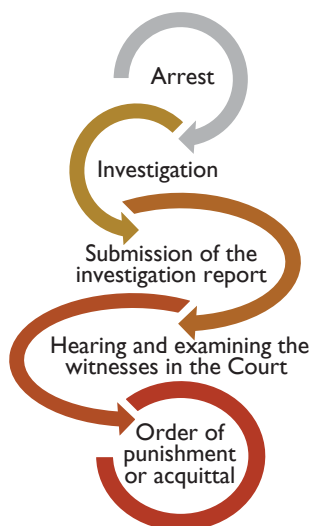 Arrest
Investigation
Submission of the
investigation report
Hearing and examining the
witnesses in the Court
Order of
punishment
or acquittal